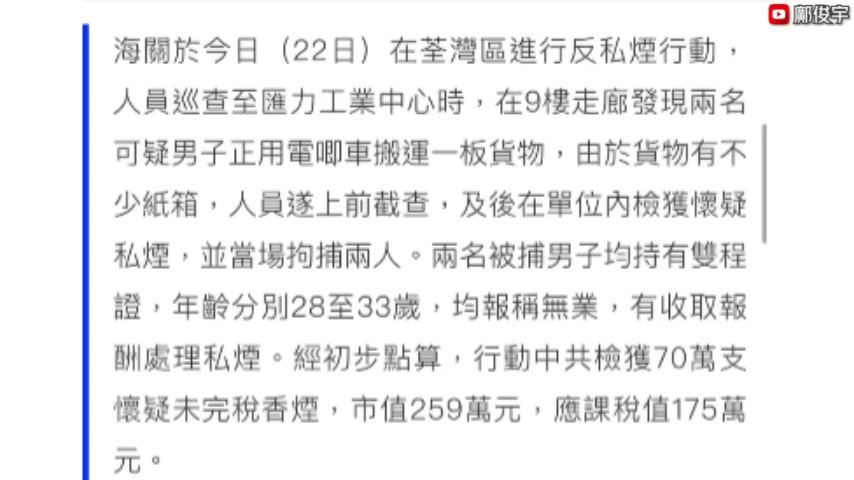 鄺俊宇
海關於今日（22日）在荃灣區進行反私煙行動，
人員巡查至匯力工業中心時，在9樓走廊發現兩名
可疑男子正用電唧車搬運一板貨物，由於貨物有不
少紙箱，人員遂上前截查，及後在單位內檢獲懷疑
私煙，並當場拘捕兩人。兩名被捕男子均持有雙程
證，年齡分別28至33歲，均報稱無業，有收取報
酬處理私煙。經初步點算，行動中共檢獲70萬支
懷疑未完稅香煙，市值259萬元，應課稅值175萬
元。